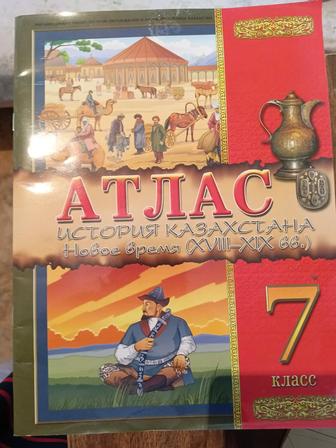 АТЛАС
ИСТОРИЯ КАЗАХСТАНА
Новое время (XVIII–XIX вв.)
7
класс